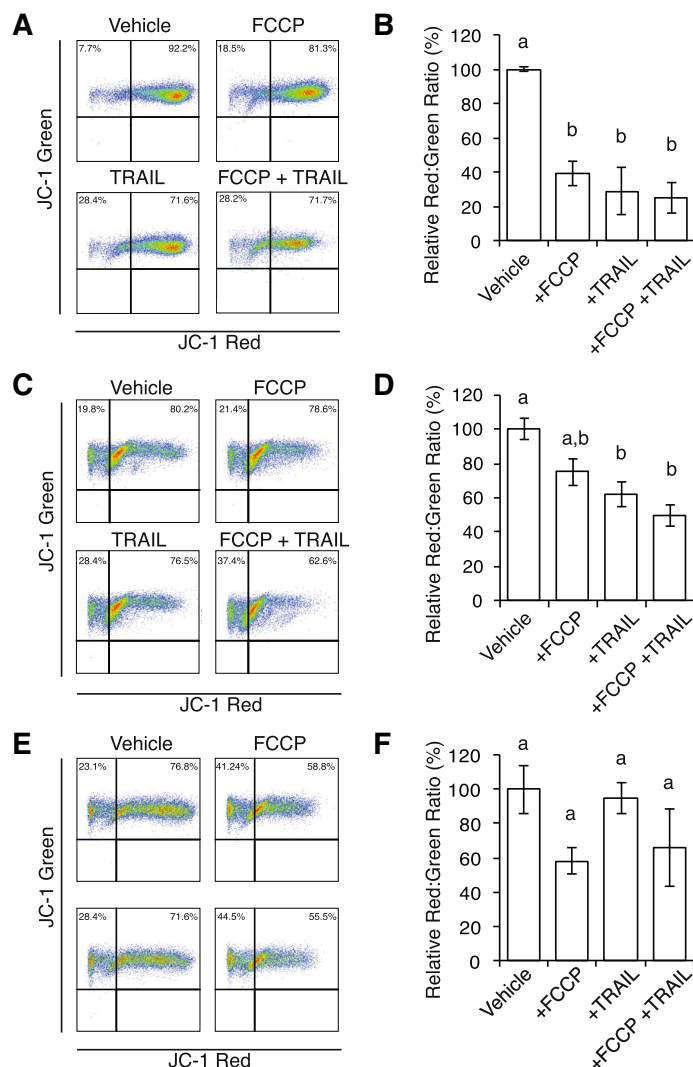 A
Vehicle
FCCP
7.7%
92.2%
18.5%
81.3%
TRAIL
FCCP + TRAIL
28.4%
71.6%
28.2%
71.7%
JC-1 Green
JC-1 Red
B
Relative Red:Green Ratio (%)
120
100
80
60
40
20
0
a
b
b
b
Vehicle
+FCCP
+TRAIL
+FCCP +TRAIL
C
Vehicle
FCCP
19.8%
80.2%
21.4%
78.6%
TRAIL
FCCP + TRAIL
28.4%
76.5%
37.4%
62.6%
JC-1 Green
JC-1 Red
D
Relative Red:Green Ratio (%)
120
100
80
60
40
20
0
a
a,b
b
b
Vehicle
+FCCP
+TRAIL
+FCCP +TRAIL
E
Vehicle
FCCP
23.1%
76.8%
41.24%
58.8%
28.4%
71.6%
44.5%
55.5%
JC-1 Green
JC-1 Red
F
Relative Red:Green Ratio (%)
120
100
80
60
40
20
0
a
a
a
a
Vehicle
+FCCP
+TRAIL
+FCCP +TRAIL